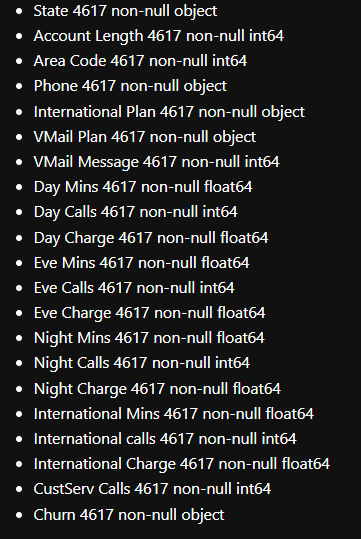 State 4617 non-null object
Account Length 4617 non-null int64
Area Code 4617 non-null int64
Phone 4617 non-null object
International Plan 4617 non-null object
VMail Plan 4617 non-null object
VMail Message 4617 non-null int64
Day Mins 4617 non-null float64
Day Calls 4617 non-null int64
Day Charge 4617 non-null float64
Eve Mins 4617 non-null float64
Eve Calls 4617 non-null int64
Eve Charge 4617 non-null float64
Night Mins 4617 non-null float64
Night Calls 4617 non-null int64
Night Charge 4617 non-null float64
International Mins 4617 non-null float64
International calls 4617 non-null int64
International Charge 4617 non-null float64
CustServ Calls 4617 non-null int64
Churn 4617 non-null object